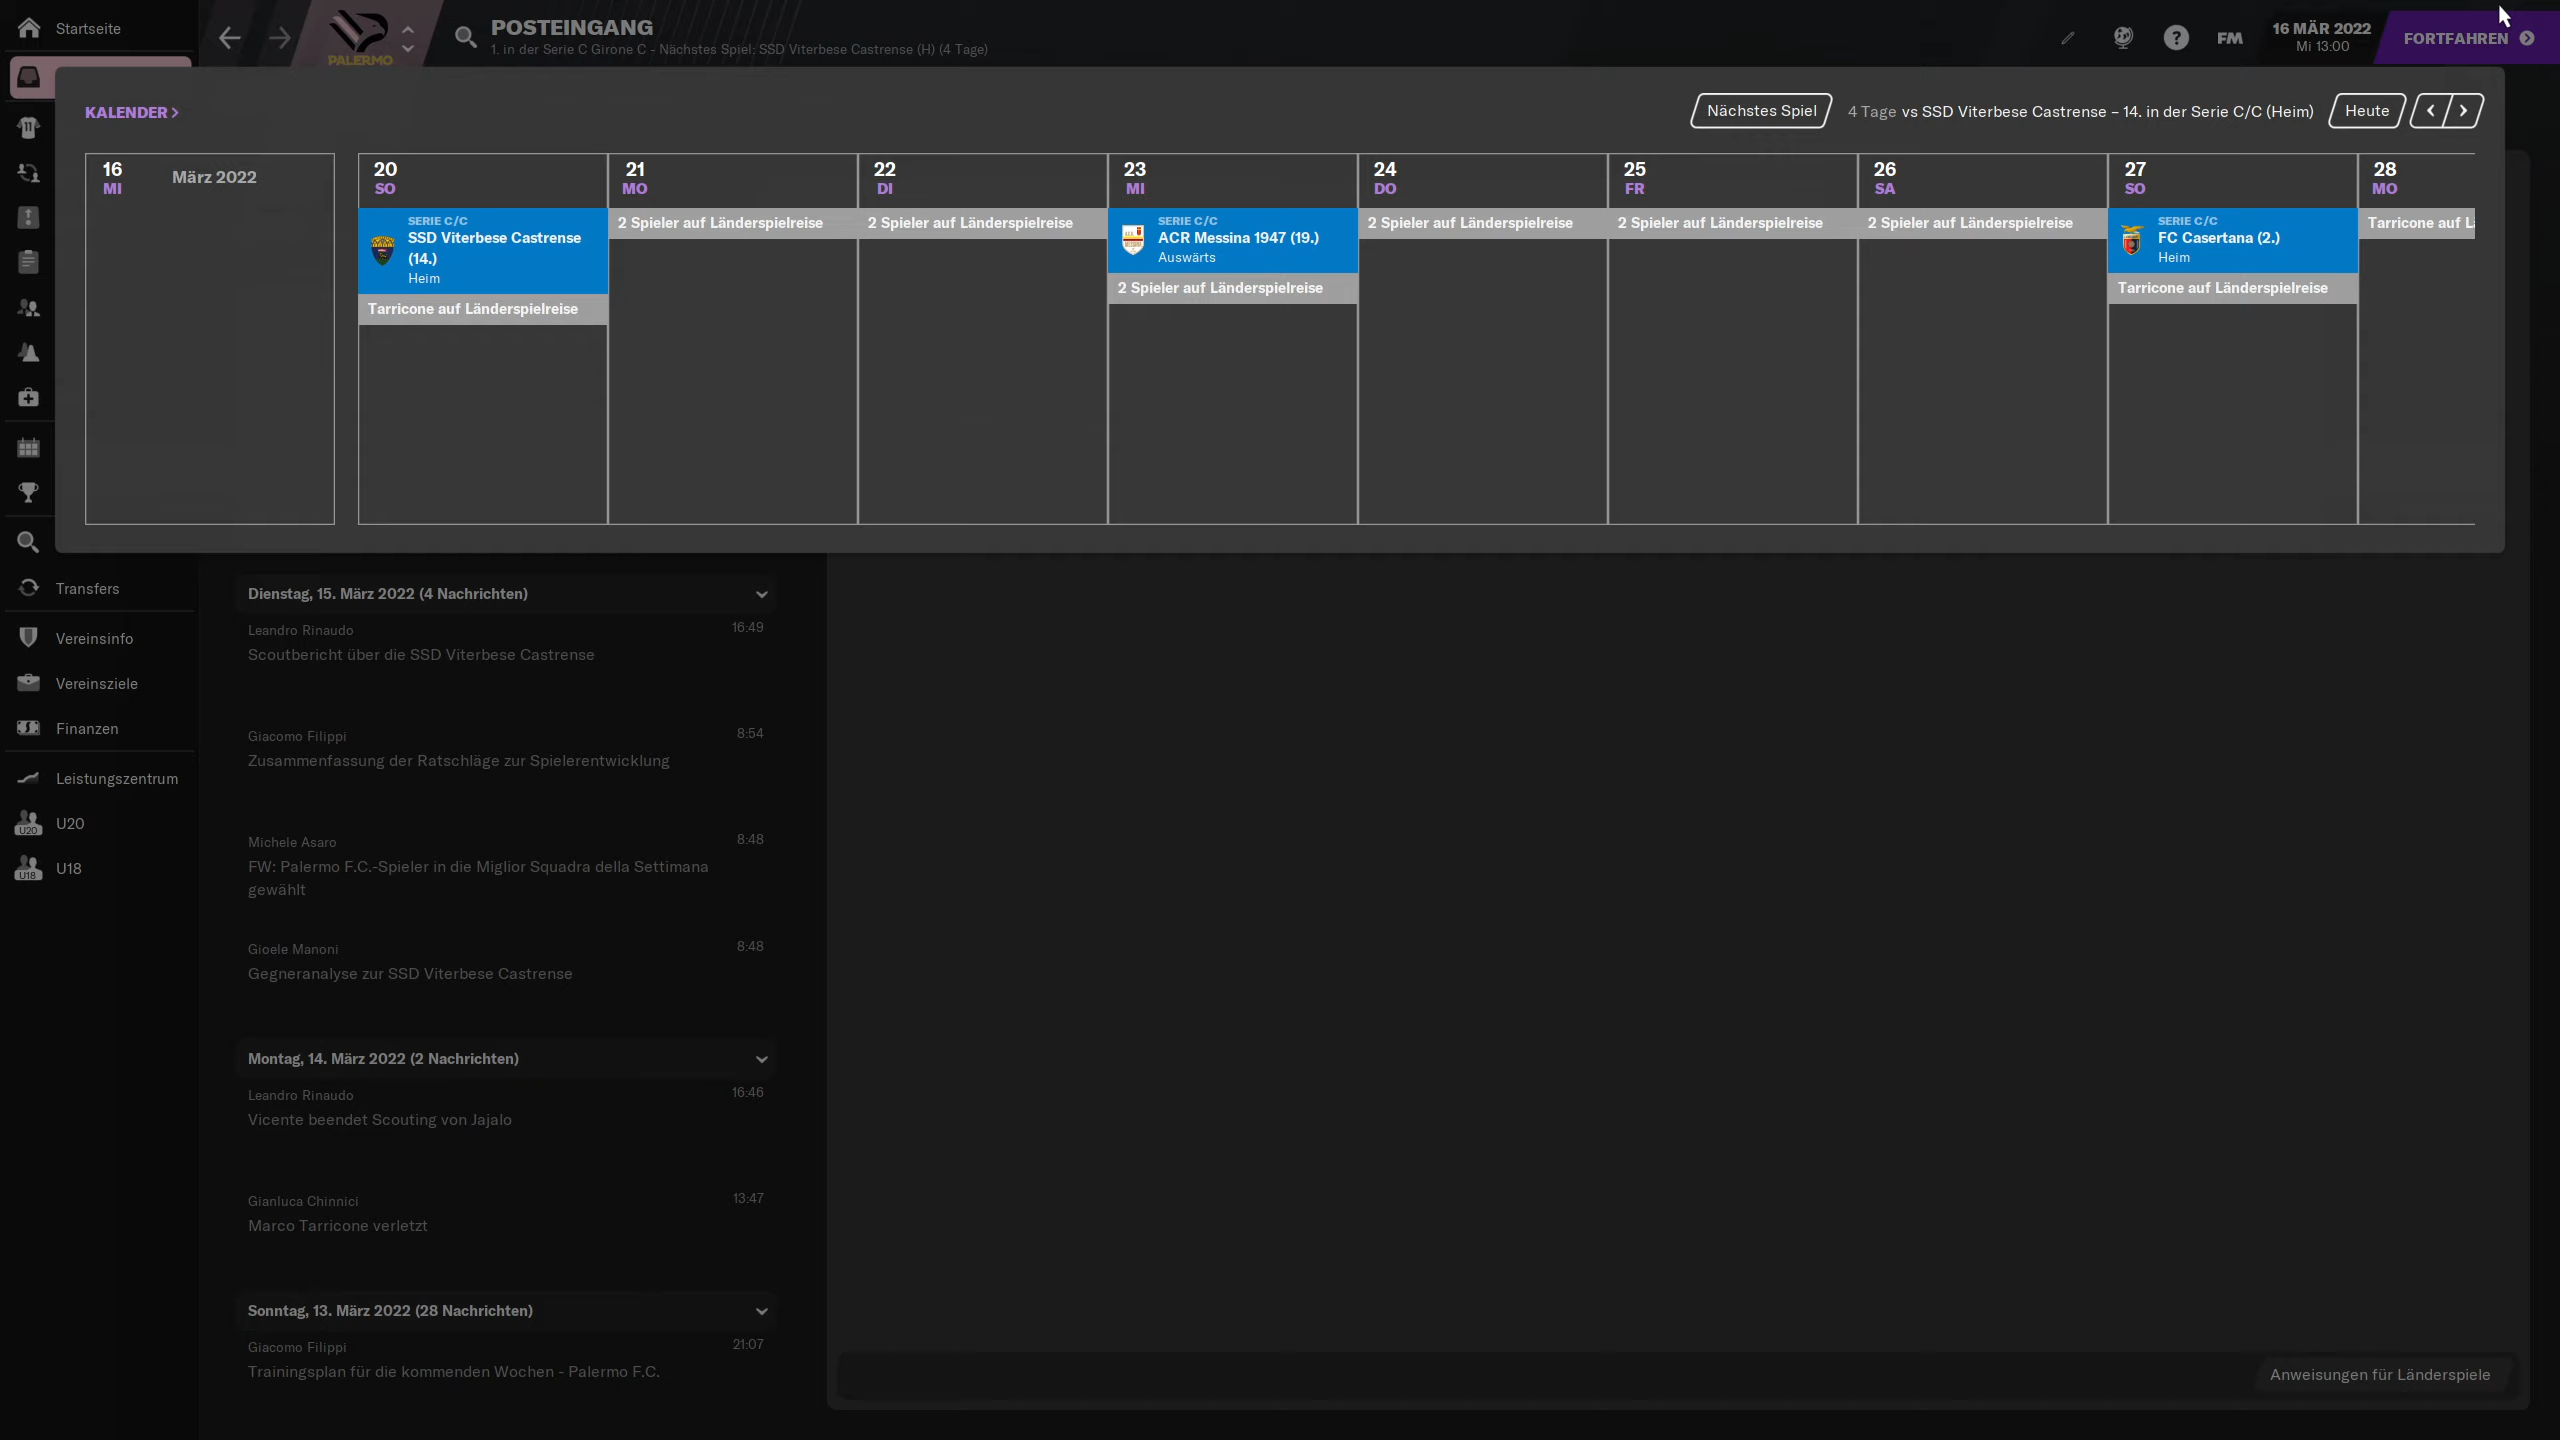 Startseite
PALERMO
POSTEINGANG
1. in der Serie C Girone C - Nächstes Spiel: SSD Viterbese Castrense (H) (4 Tage)
FM
16 MÄR 2022
Mi 13:00
FORTFAHREN
KALENDER >
Nächstes Spiel
4 Tage vs SSD Viterbese Castrense – 14. in der Serie C/C (Heim)
Heute
16
MI
März 2022
20
SO
SERIE C/C
SSD Viterbese Castrense
(14.)
Heim
Tarricone auf Länderspielreise
21
MO
2 Spieler auf Länderspielreise
22
DI
2 Spieler auf Länderspielreise
23
MI
SERIE C/C
ACR Messina 1947 (19.)
Auswärts
2 Spieler auf Länderspielreise
24
DO
2 Spieler auf Länderspielreise
25
FR
2 Spieler auf Länderspielreise
26
SA
2 Spieler auf Länderspielreise
27
SO
SERIE C/C
FC Casertana (2.)
Heim
Tarricone auf Länderspielreise
28
MO
Tarricone auf Lä
Transfers
Vereinsinfo
Vereinsziele
Finanzen
Leistungszentrum
U20
U20
U18
U18
Dienstag, 15. März 2022 (4 Nachrichten)
Leandro Rinaudo
16:49
Scoutbericht über die SSD Viterbese Castrense
Giacomo Filippi
8:54
Zusammenfassung der Ratschläge zur Spielerentwicklung
Michele Asaro
8:48
FW: Palermo F.C.-Spieler in die Miglior Squadra della Settimana
gewählt
Gioele Manoni
8:48
Gegneranalyse zur SSD Viterbese Castrense
Montag, 14. März 2022 (2 Nachrichten)
Leandro Rinaudo
16:46
Vicente beendet Scouting von Jajalo
Gianluca Chinnici
13:47
Marco Tarricone verletzt
Sonntag, 13. März 2022 (28 Nachrichten)
Giacomo Filippi
21:07
Trainingsplan für die kommenden Wochen - Palermo F.C.
Anweisungen für Länderspiele